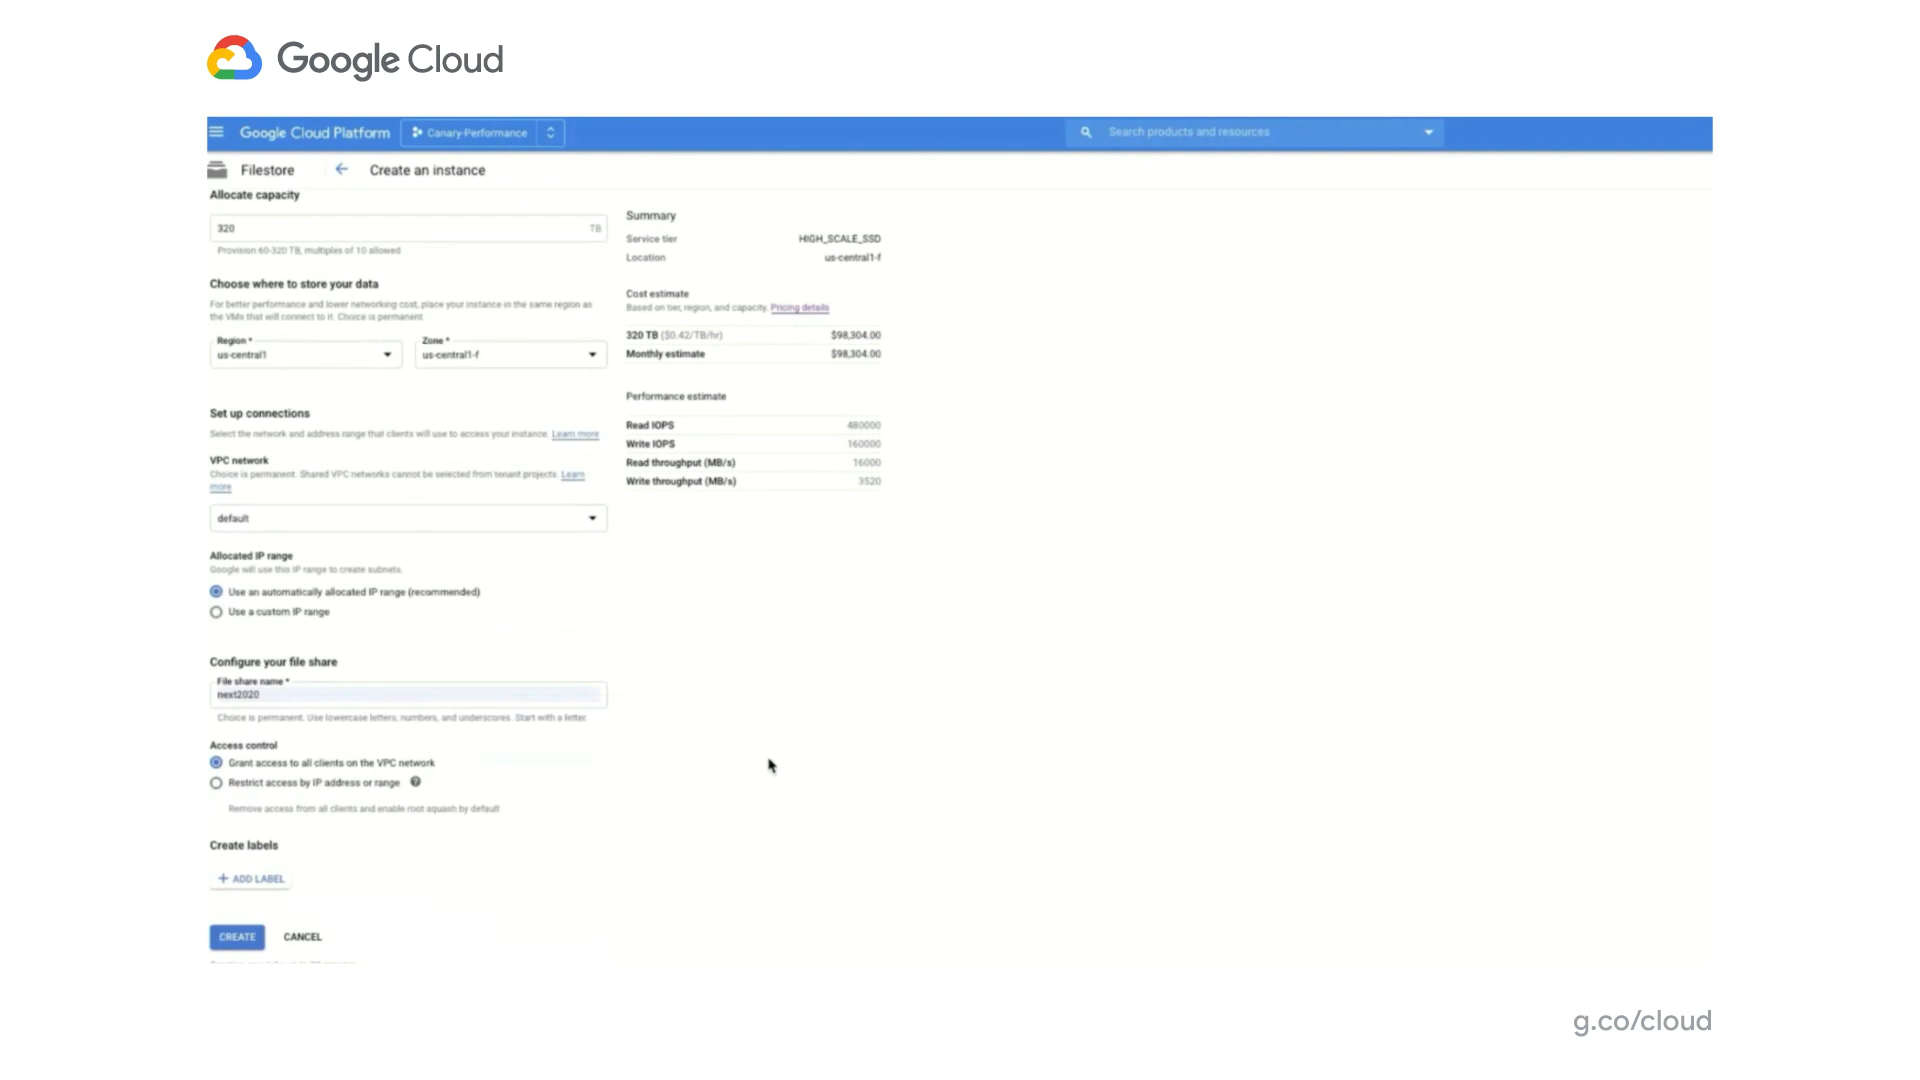 Google Cloud
Google Cloud Platform
Canary-Performance
Search products and resources
Filestore
Create an instance
Allocate capacity
320
TB
Provision 60-320 TB, multiples of 10 allowed.
Choose where to store your data
For better performance and lower networking cost, place your instance in the same region as
the VMs that will connect to it. Choice is permanent.
Region *
us-central1
Zone *
us-central1-f
Set up connections
Select the network and address range that clients will use to access your instance. Learn more
VPC network
Choice is permanent. Shared VPC networks cannot be selected from tenant projects. Learn
more
default
Allocated IP range
Google will use this IP range to create subnets.
Use an automatically allocated IP range (recommended)
Use a custom IP range
Configure your file share
File share name *
next2020
Choice is permanent. Use lowercase letters, numbers, and underscores. Start with a letter.
Access control
Grant access to all clients on the VPC network
Restrict access by IP address or range
Remove access from all clients and enable root squash by default
Create labels
ADD LABEL
CREATE
CANCEL
Summary
Service tier HIGH_SCALE_SSD
Location us-central1-f
Cost estimate
Based on tier, region, and capacity. Pricing details
320 TB ($0.42/TB/hr) $98,304.00
Monthly estimate $98,304.00
Performance estimate
Read IOPS 480000
Write IOPS 160000
Read throughput (MB/s) 16000
Write throughput (MB/s) 3520
g.co/cloud